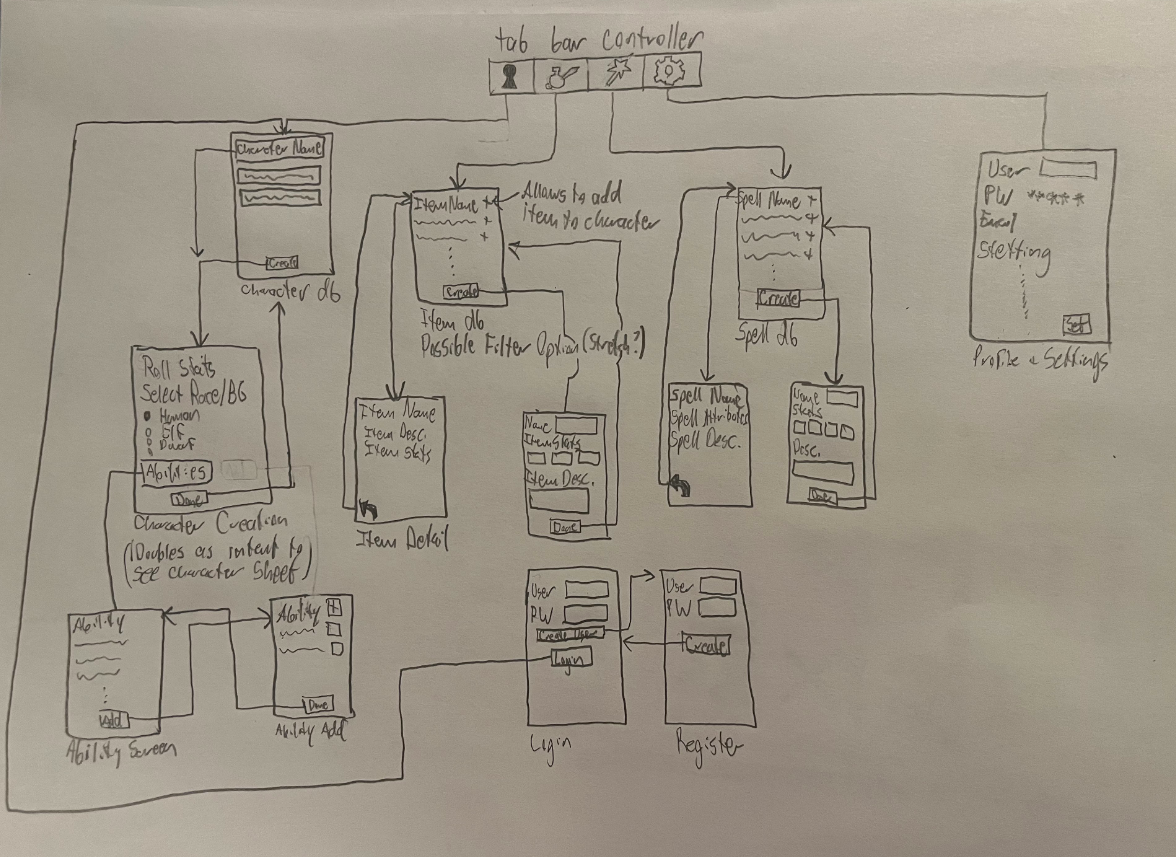 tab bar controller
Character Name
Create
Character db
Item Name +
+
+
Allows to add
item to character
Create
Item db
Possible Filter Option (Stretch?)
Spell Name +
+
+
+
Create
Spell db
User
PW *****
Email
Setting
Set
Profile + Settings
Roll Stats
Select Race/BG
Human
Elf
Dwarf
Abilities
Done
Character Creation
(Doubles as intent to
see character sheet)
Item Name
Item Desc.
Item Stats
Item Detail
Name
Item Stats
Item Desc.
Done
Spell Name
Spell Attributes
Spell Desc.
Name
Stats
Desc.
Done
Ability
Add
Ability Screen
Ability +
Done
Ability Add
User
PW
Create User
Login
Login
User
PW
Create
Register